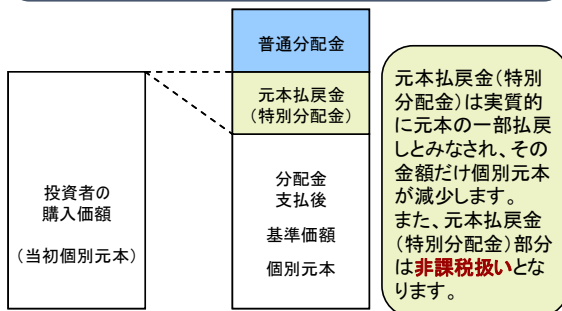 普通分配金
元本払戻金
(特別分配金)
投資者の
購入価額
(当初個別元本)
分配金
支払後
基準価額
個別元本
元本払戻金(特別
分配金)は実質的
に元本の一部払戻
しとみなされ、その
金額だけ個別元本
が減少します。
また、元本払戻金
(特別分配金)部分
は非課税扱いとな
ります。